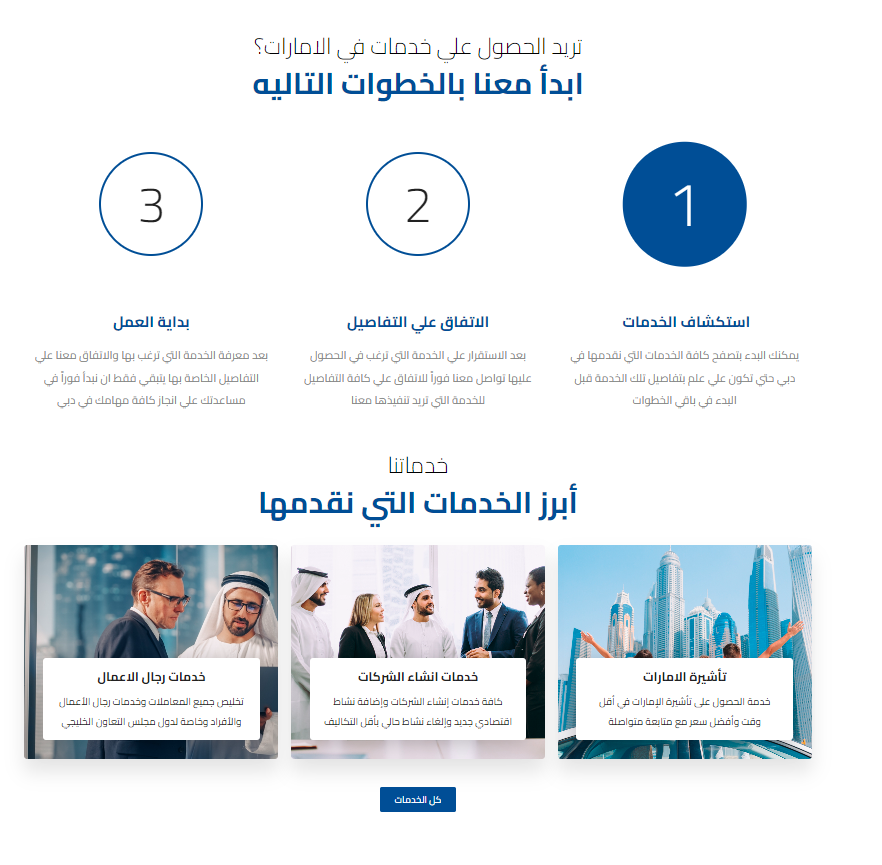 تريد الحصول علي خدمات في الامارات؟
ابدأ معنا بالخطوات التاليه
1
2
3
استكشاف الخدمات
يمكنك البدء بتصفح كافة الخدمات التي نقدمها في
دبي حتي تكون علي علم بتفاصيل تلك الخدمة قبل
البدء في باقي الخطوات
الاتفاق علي التفاصيل
بعد الاستقرار علي الخدمة التي ترغب في الحصول
عليها تواصل معنا فوراً للاتفاق علي كافة التفاصيل
للخدمة التي تريد تنفيذها معنا
بداية العمل
بعد معرفة الخدمة التي ترغب بها والاتفاق معنا علي
التفاصيل الخاصة بها يتبقي فقط ان نبدأ فوراً في
مساعدتك علي انجاز كافة مهامك في دبي
خدماتنا
أبرز الخدمات التي نقدمها
تأشيرة الامارات
خدمة الحصول على تأشيرة الإمارات في أقل
وقت وأفضل سعر مع متابعة متواصلة
خدمات انشاء الشركات
كافة خدمات إنشاء الشركات وإضافة نشاط
اقتصادي جديد وإلغاء نشاط حالي بأقل التكاليف
خدمات رجال الاعمال
تخليص جميع المعاملات وخدمات رجال الأعمال
والأفراد وخاصة لدول مجلس التعاون الخليجي
كل الخدمات